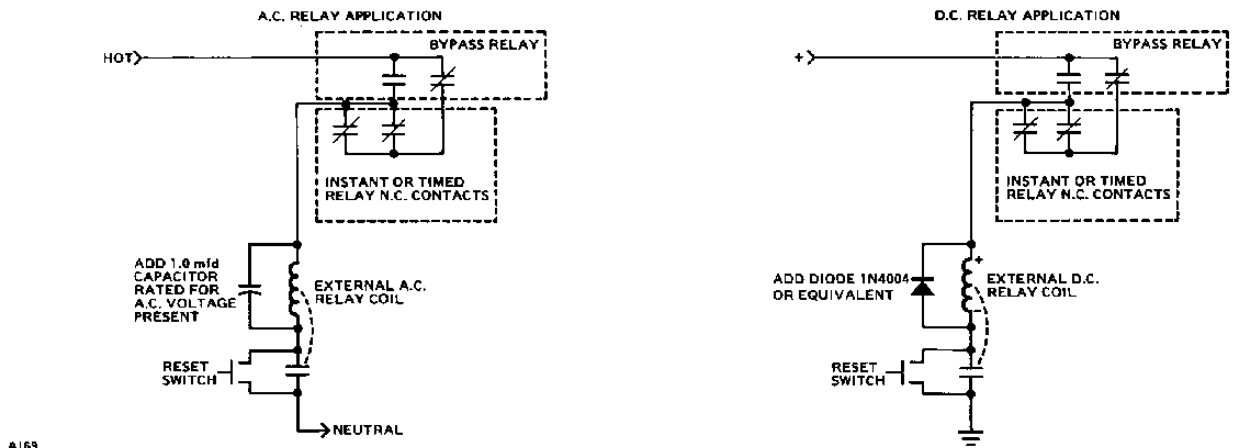 A.C. RELAY APPLICATION
BYPASS RELAY
HOT
INSTANT OR TIMED
RELAY N.C. CONTACTS
ADD 1.0 mfd
CAPACITOR
RATED FOR
A.C. VOLTAGE
PRESENT
EXTERNAL A.C.
RELAY COIL
RESET
SWITCH
NEUTRAL
A169
D.C. RELAY APPLICATION
BYPASS RELAY
+
INSTANT OR TIMED
RELAY N.C. CONTACTS
ADD DIODE 1N4004
OR EQUIVALENT
+
EXTERNAL D.C.
RELAY COIL
-
RESET
SWITCH